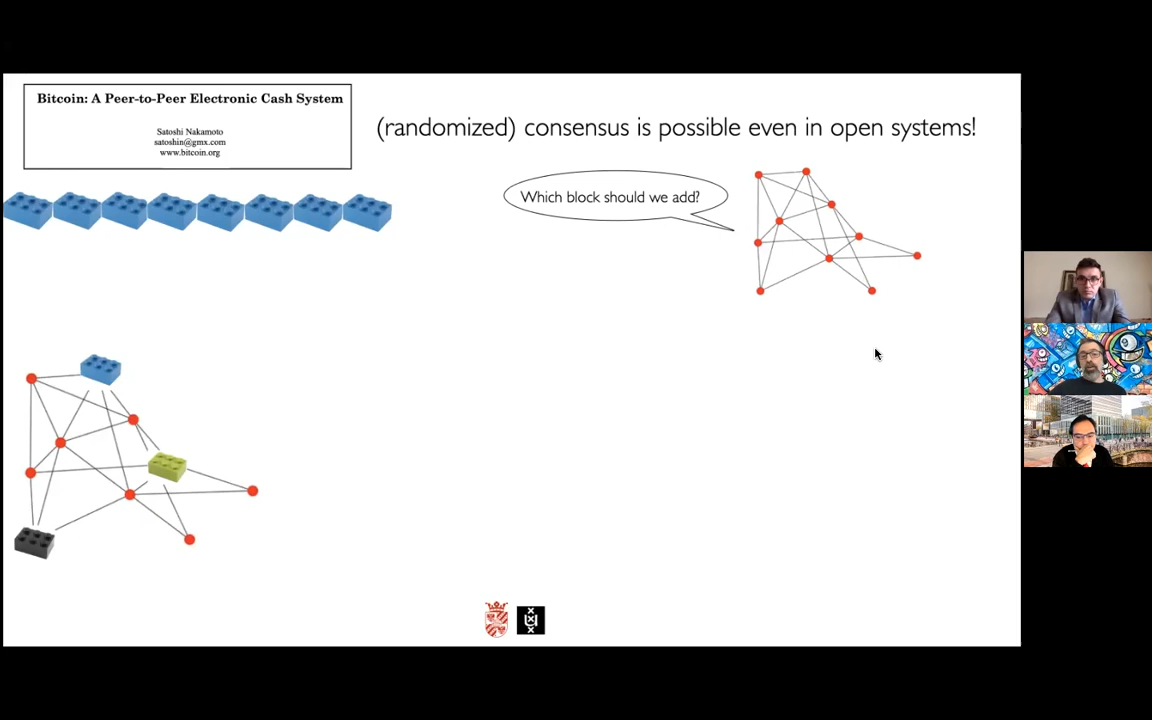 Bitcoin: A Peer-to-Peer Electronic Cash System
Satoshi Nakamoto
satoshin@gmx.com
www.bitcoin.org
(randomized) consensus is possible even in open systems!
Which block should we add?